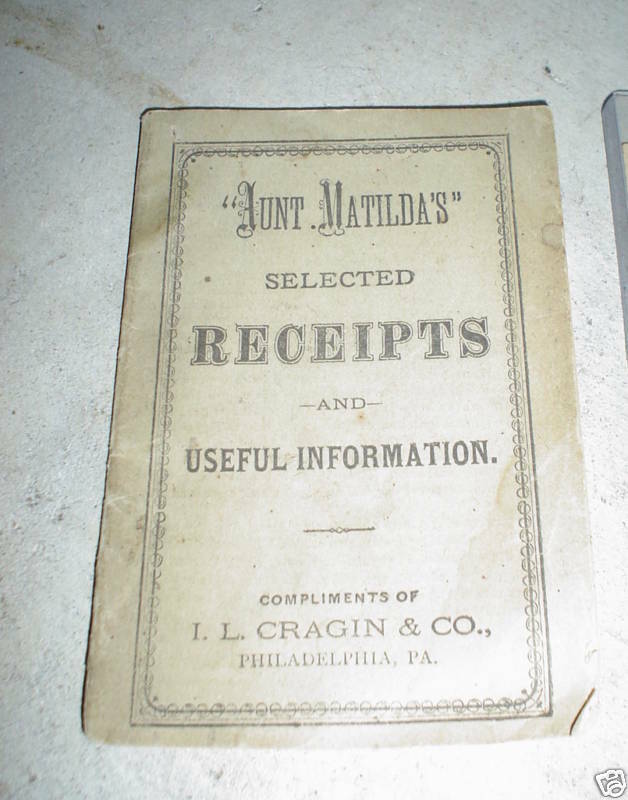 "AUNT MATILDA'S"
SELECTED
RECEIPTS
—AND—
USEFUL INFORMATION.
COMPLIMENTS OF
I. L. CRAGIN & CO.,
PHILADELPHIA, PA.